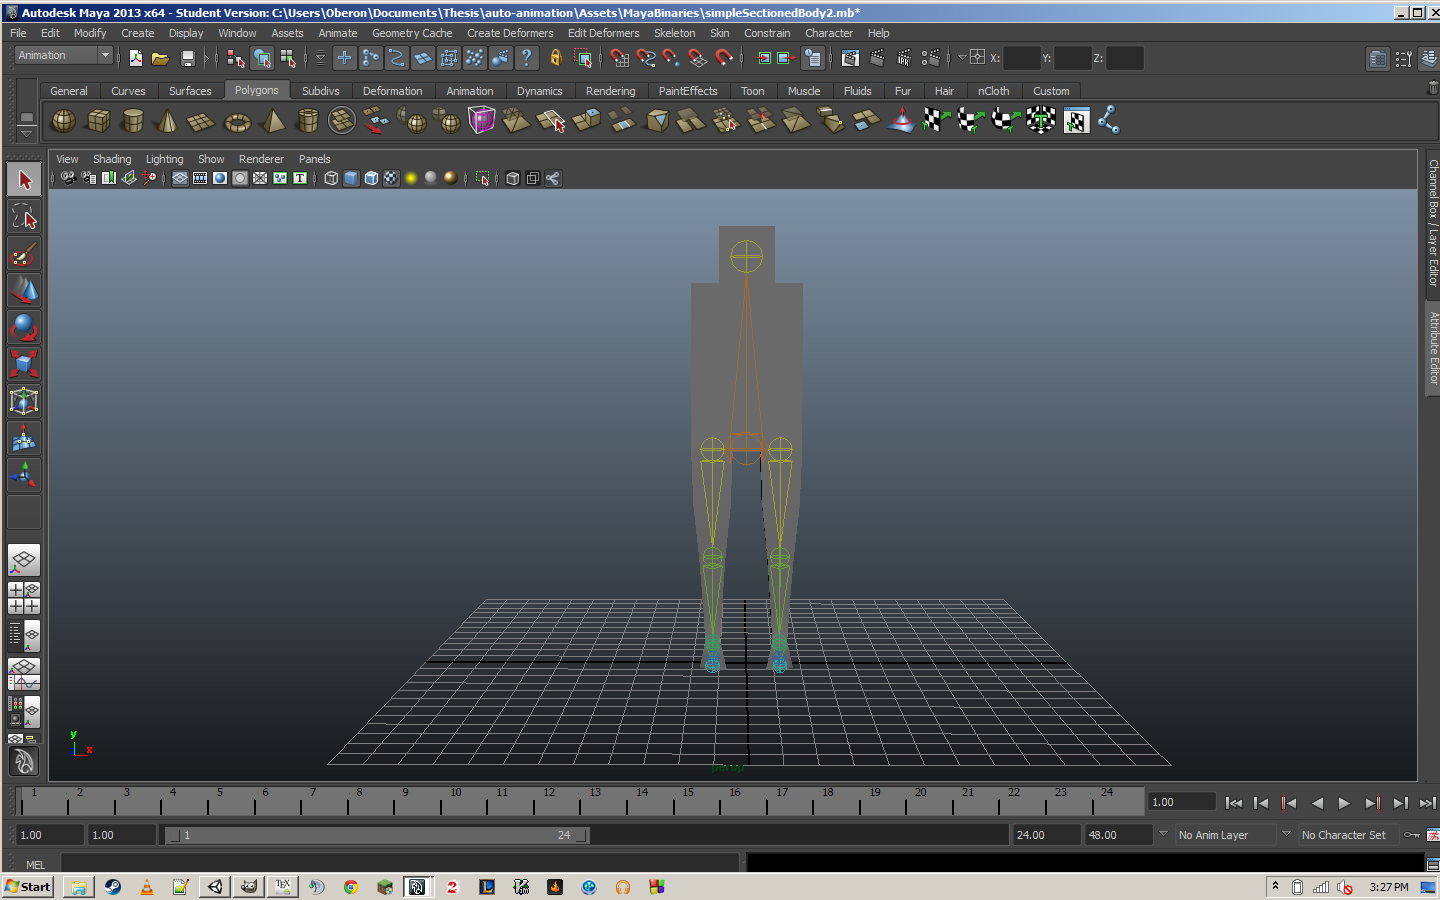 Autodesk Maya 2013 x64 - Student Version: C:\Users\Oberon\Documents\Thesis\auto-animation\Assets\MayaBinaries\simpleSectionedBody2.mb*
File Edit Modify Create Display Window Assets Animate Geometry Cache Create Deformers Edit Deformers Skeleton Skin Constrain Character Help
Animation X: Y: Z:
General Curves Surfaces Polygons Subdivs Deformation Animation Dynamics Rendering PaintEffects Toon Muscle Fluids Fur Hair nCloth Custom
View Shading Lighting Show Renderer Panels
Channel Box / Layer Editor
Attribute Editor
y
x
persp
1 2 3 4 5 6 7 8 9 10 11 12 13 14 15 16 17 18 19 20 21 22 23 24 1.00
1.00 1.00 1 24 24.00 48.00 No Anim Layer No Character Set
MEL
Start TEX 3:27 PM